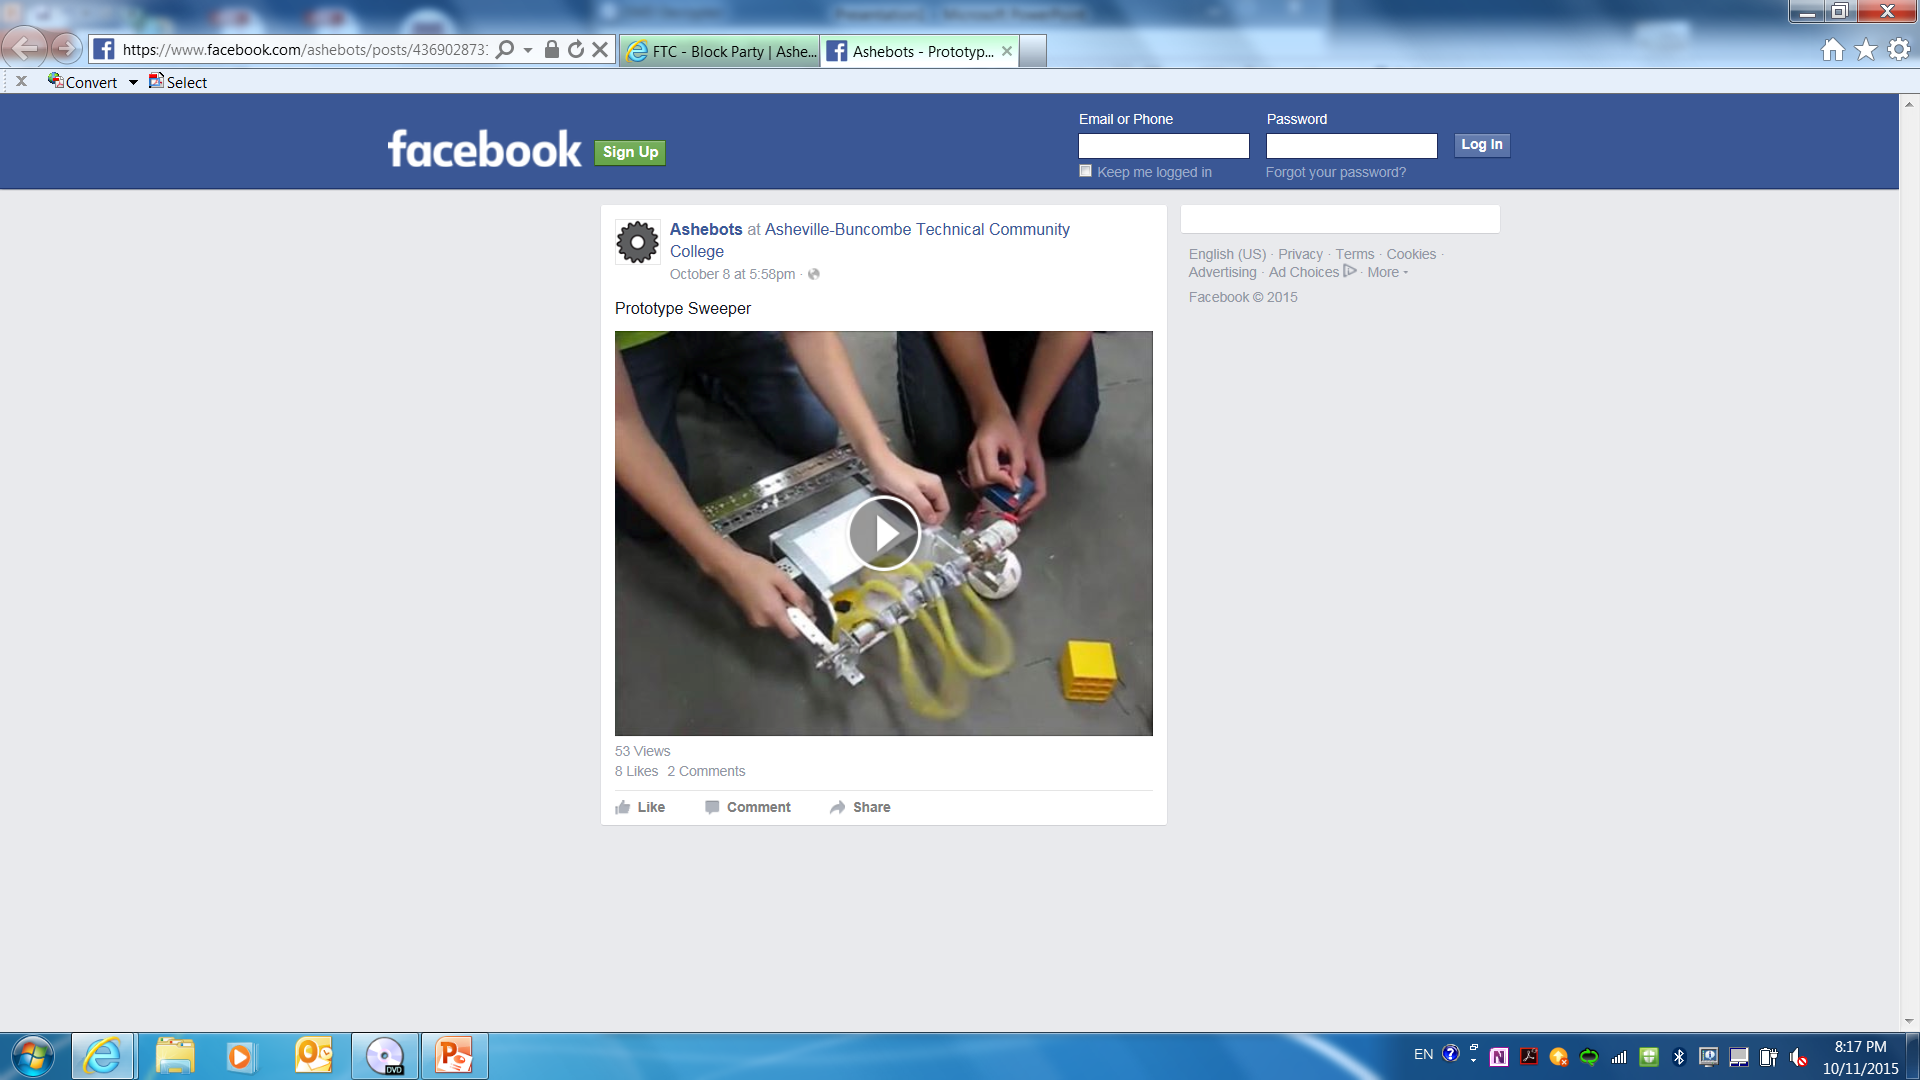 https://www.facebook.com/ashebots/posts/436902873
FTC - Block Party | Ashe...
Ashebots - Prototyp...
Convert
Select
Email or Phone
Password
facebook
Sign Up
Log In
Keep me logged in
Forgot your password?
Ashebots at Asheville-Buncombe Technical Community
College
October 8 at 5:58pm ·
Prototype Sweeper
53 Views
8 Likes 2 Comments
Like
Comment
Share
English (US) · Privacy · Terms · Cookies ·
Advertising · Ad Choices · More
Facebook © 2015
DVD
EN
8:17 PM
10/11/2015